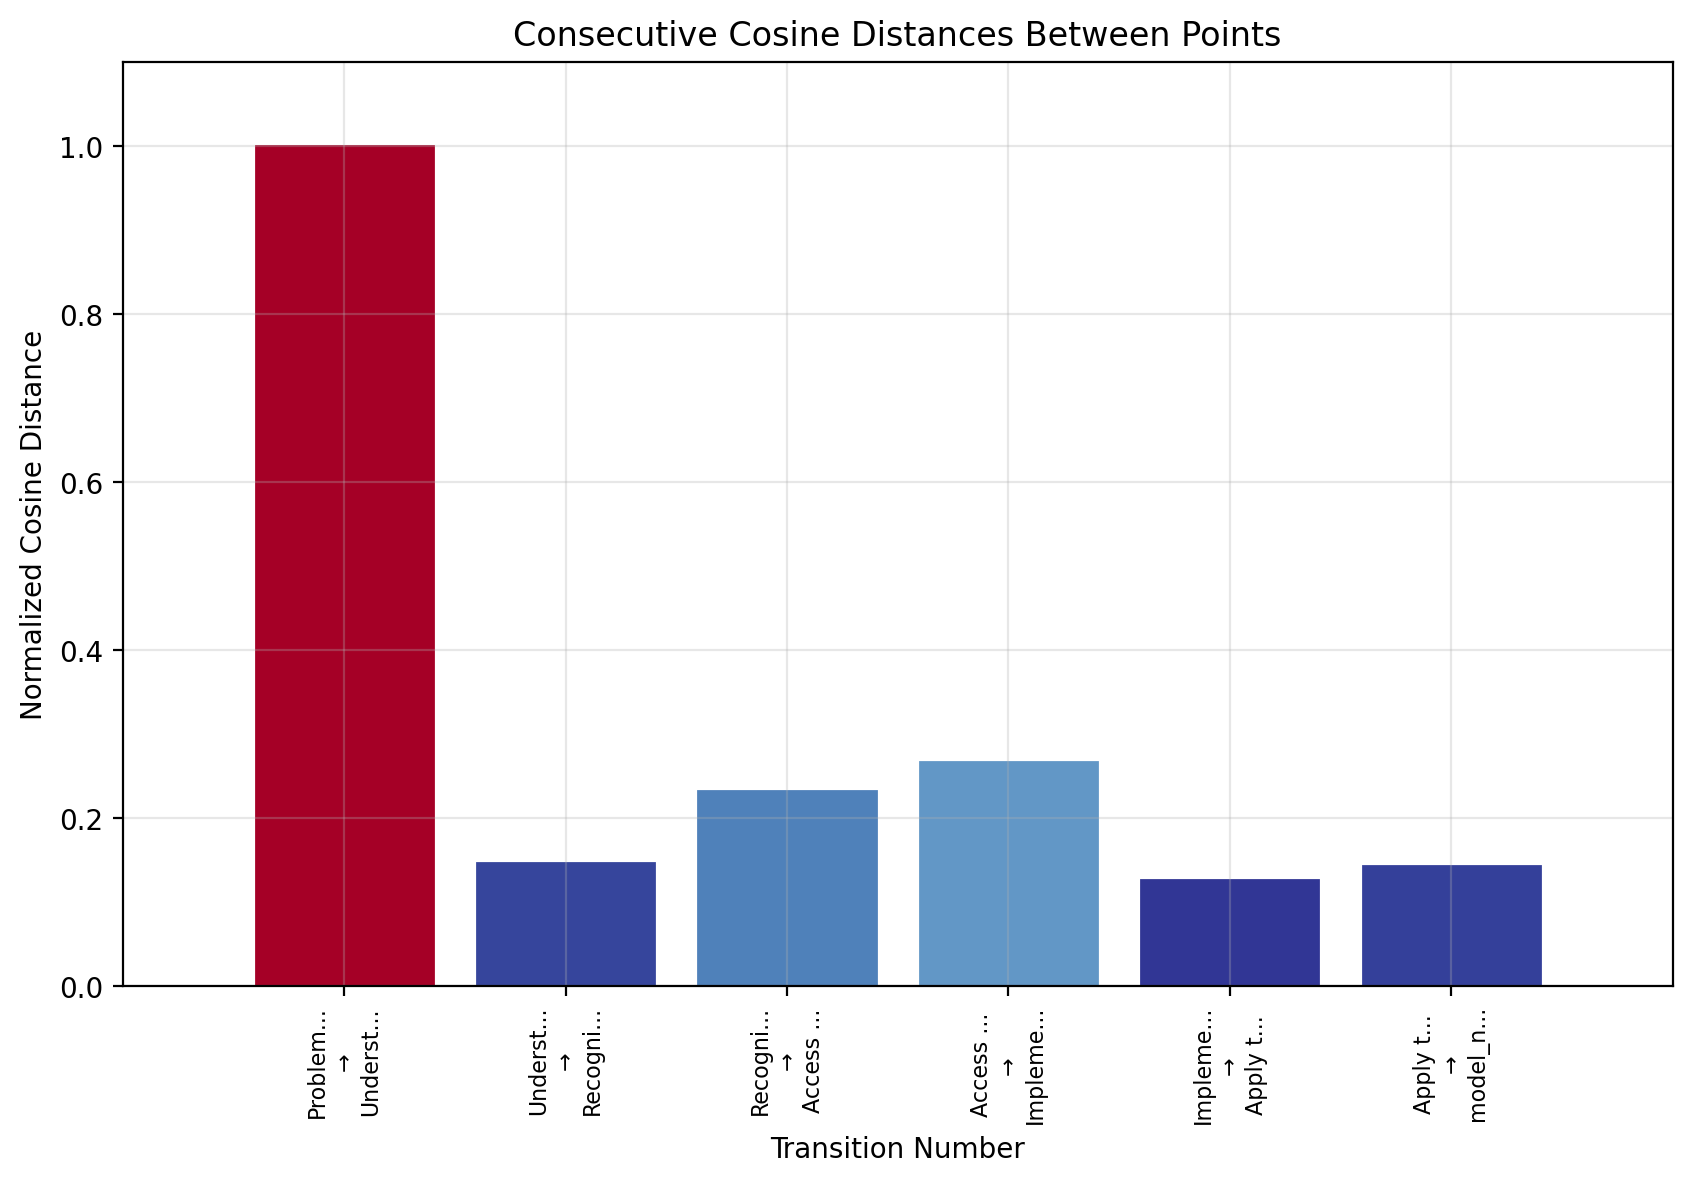 Consecutive Cosine Distances Between Points
Normalized Cosine Distance
1.0
0.8
0.6
0.4
0.2
0.0
Problem...
→
Underst...
Underst...
→
Recogni...
Recogni...
→
Access ...
Access ...
→
Impleme...
Impleme...
→
Apply t...
Apply t...
→
model_n...
Transition Number